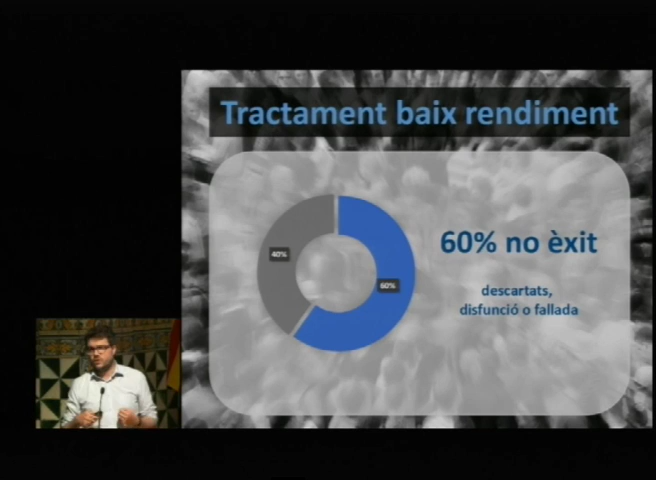 Tractament baix rendiment
40%
60%
60% no èxit
descartats,
disfunció o fallada